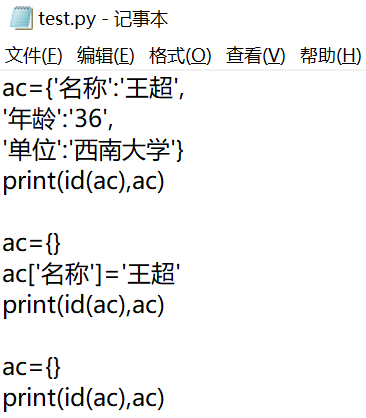 test.py - 记事本
文件(F) 编辑(E) 格式(O) 查看(V) 帮助(H)
ac={'名称':'王超',
'年龄':'36',
'单位':'西南大学'}
print(id(ac),ac)
ac={}
ac['名称']='王超'
print(id(ac),ac)
ac={}
print(id(ac),ac)